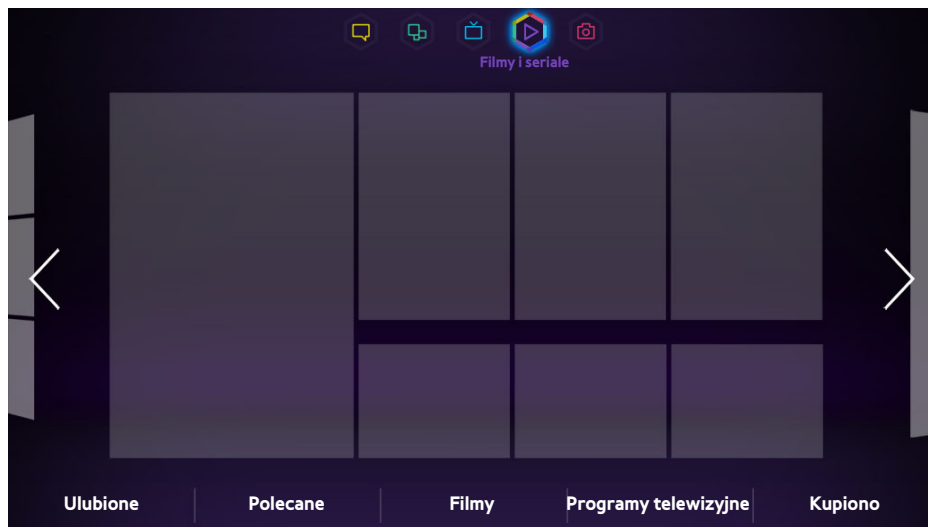 Filmy i seriale
Ulubione
Polecane
Filmy
Programy telewizyjne
Kupiono